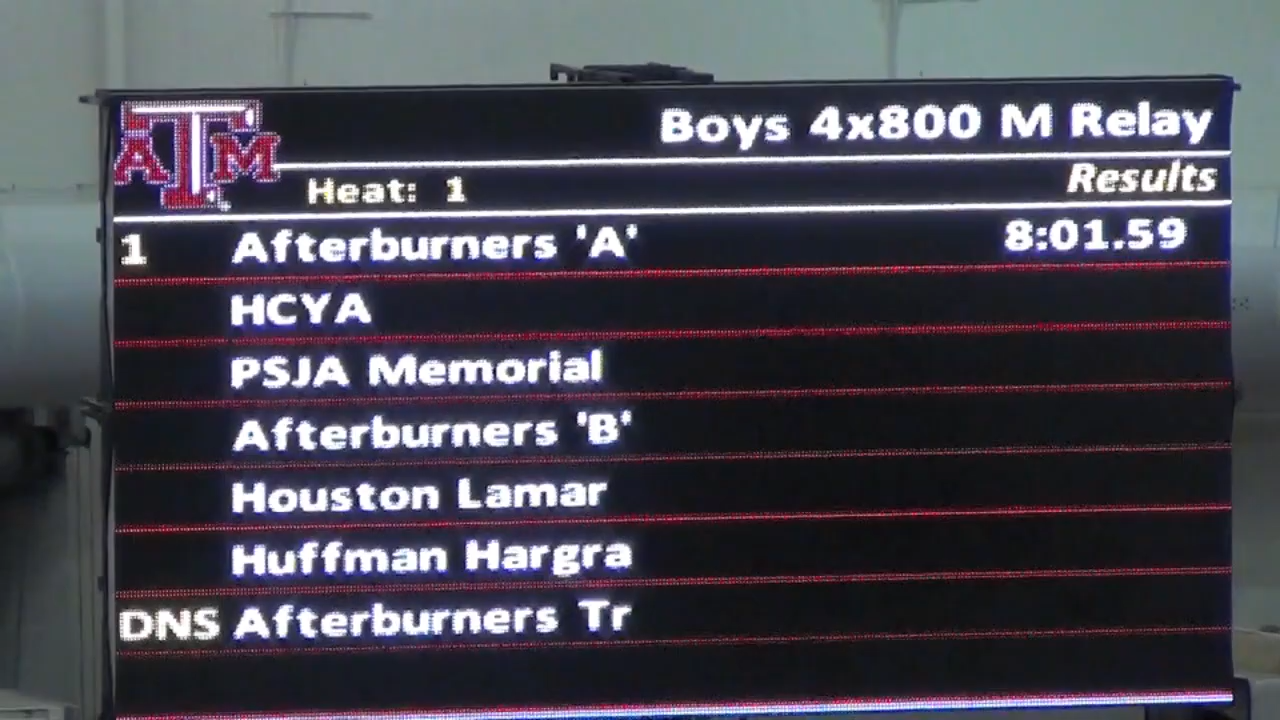 ATM
Boys 4x800 M Relay
Results
Heat: 1
1 Afterburners 'A' 8:01.59
HCYA
PSJA Memorial
Afterburners 'B'
Houston Lamar
Huffman Hargra
DNS Afterburners Tr